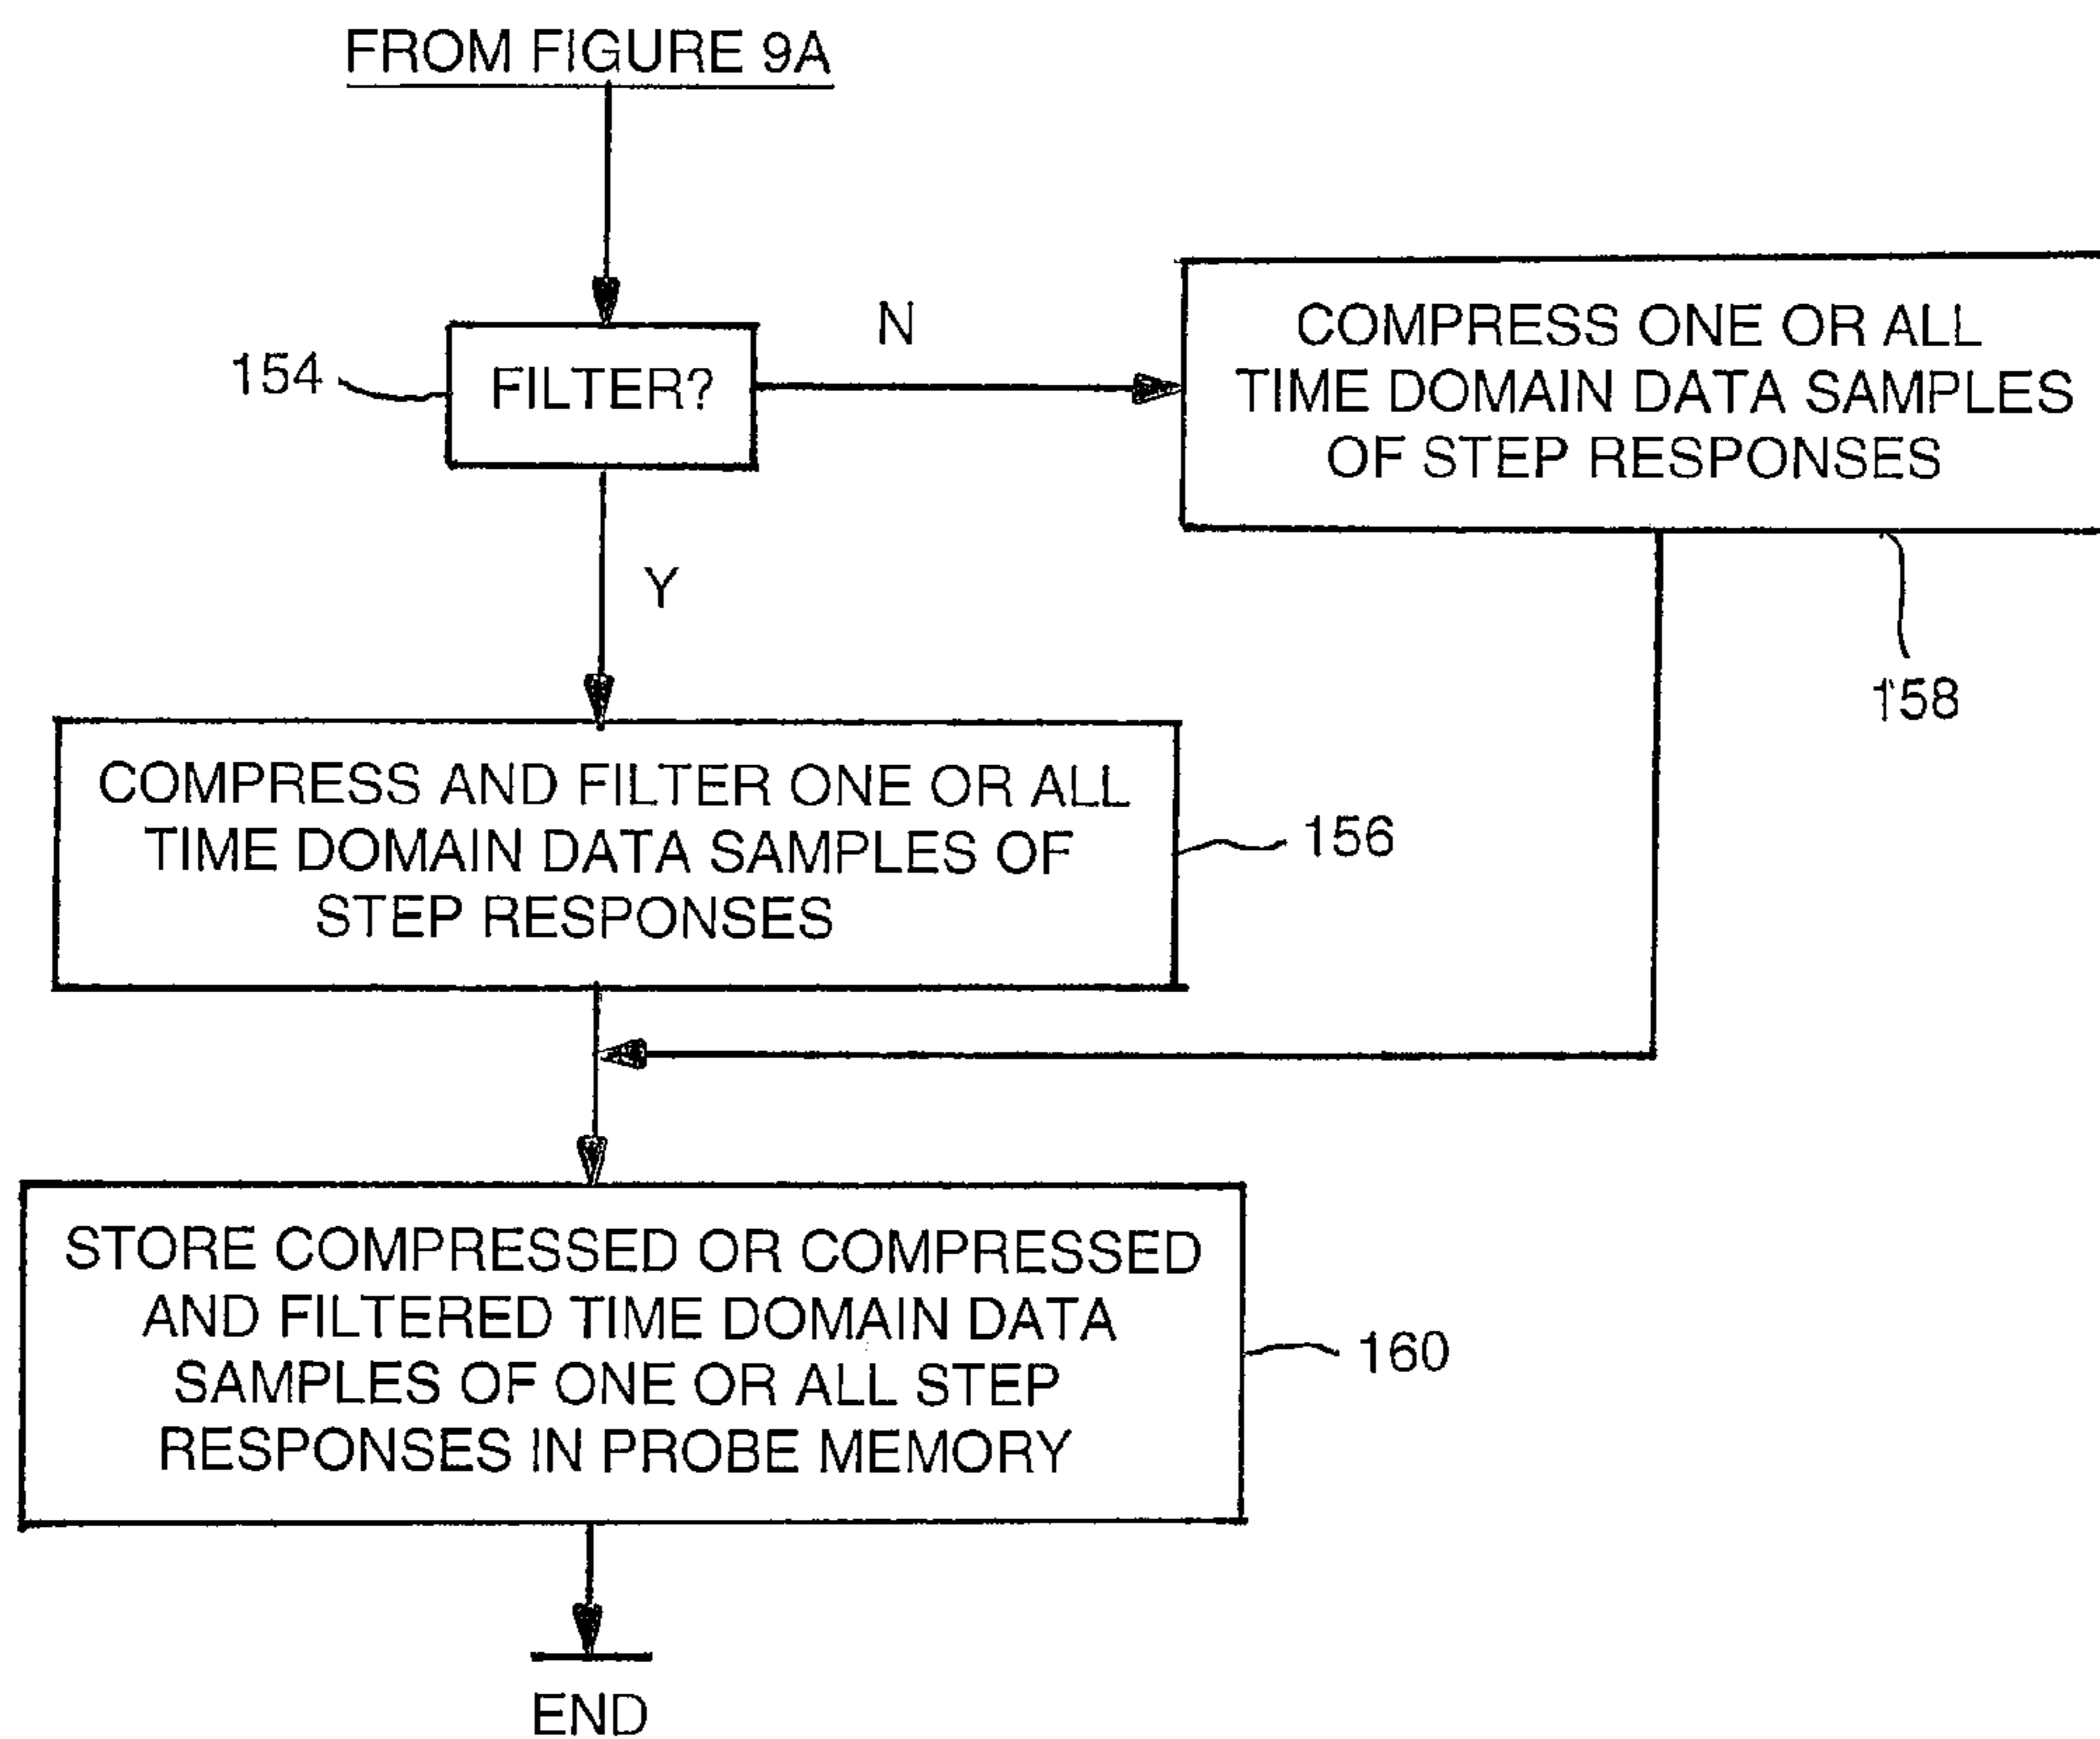 FROM FIGURE 9A
154
FILTER?
N
COMPRESS ONE OR ALL
TIME DOMAIN DATA SAMPLES
OF STEP RESPONSES
158
Y
COMPRESS AND FILTER ONE OR ALL
TIME DOMAIN DATA SAMPLES OF
STEP RESPONSES
156
STORE COMPRESSED OR COMPRESSED
AND FILTERED TIME DOMAIN DATA
SAMPLES OF ONE OR ALL STEP
RESPONSES IN PROBE MEMORY
160
END